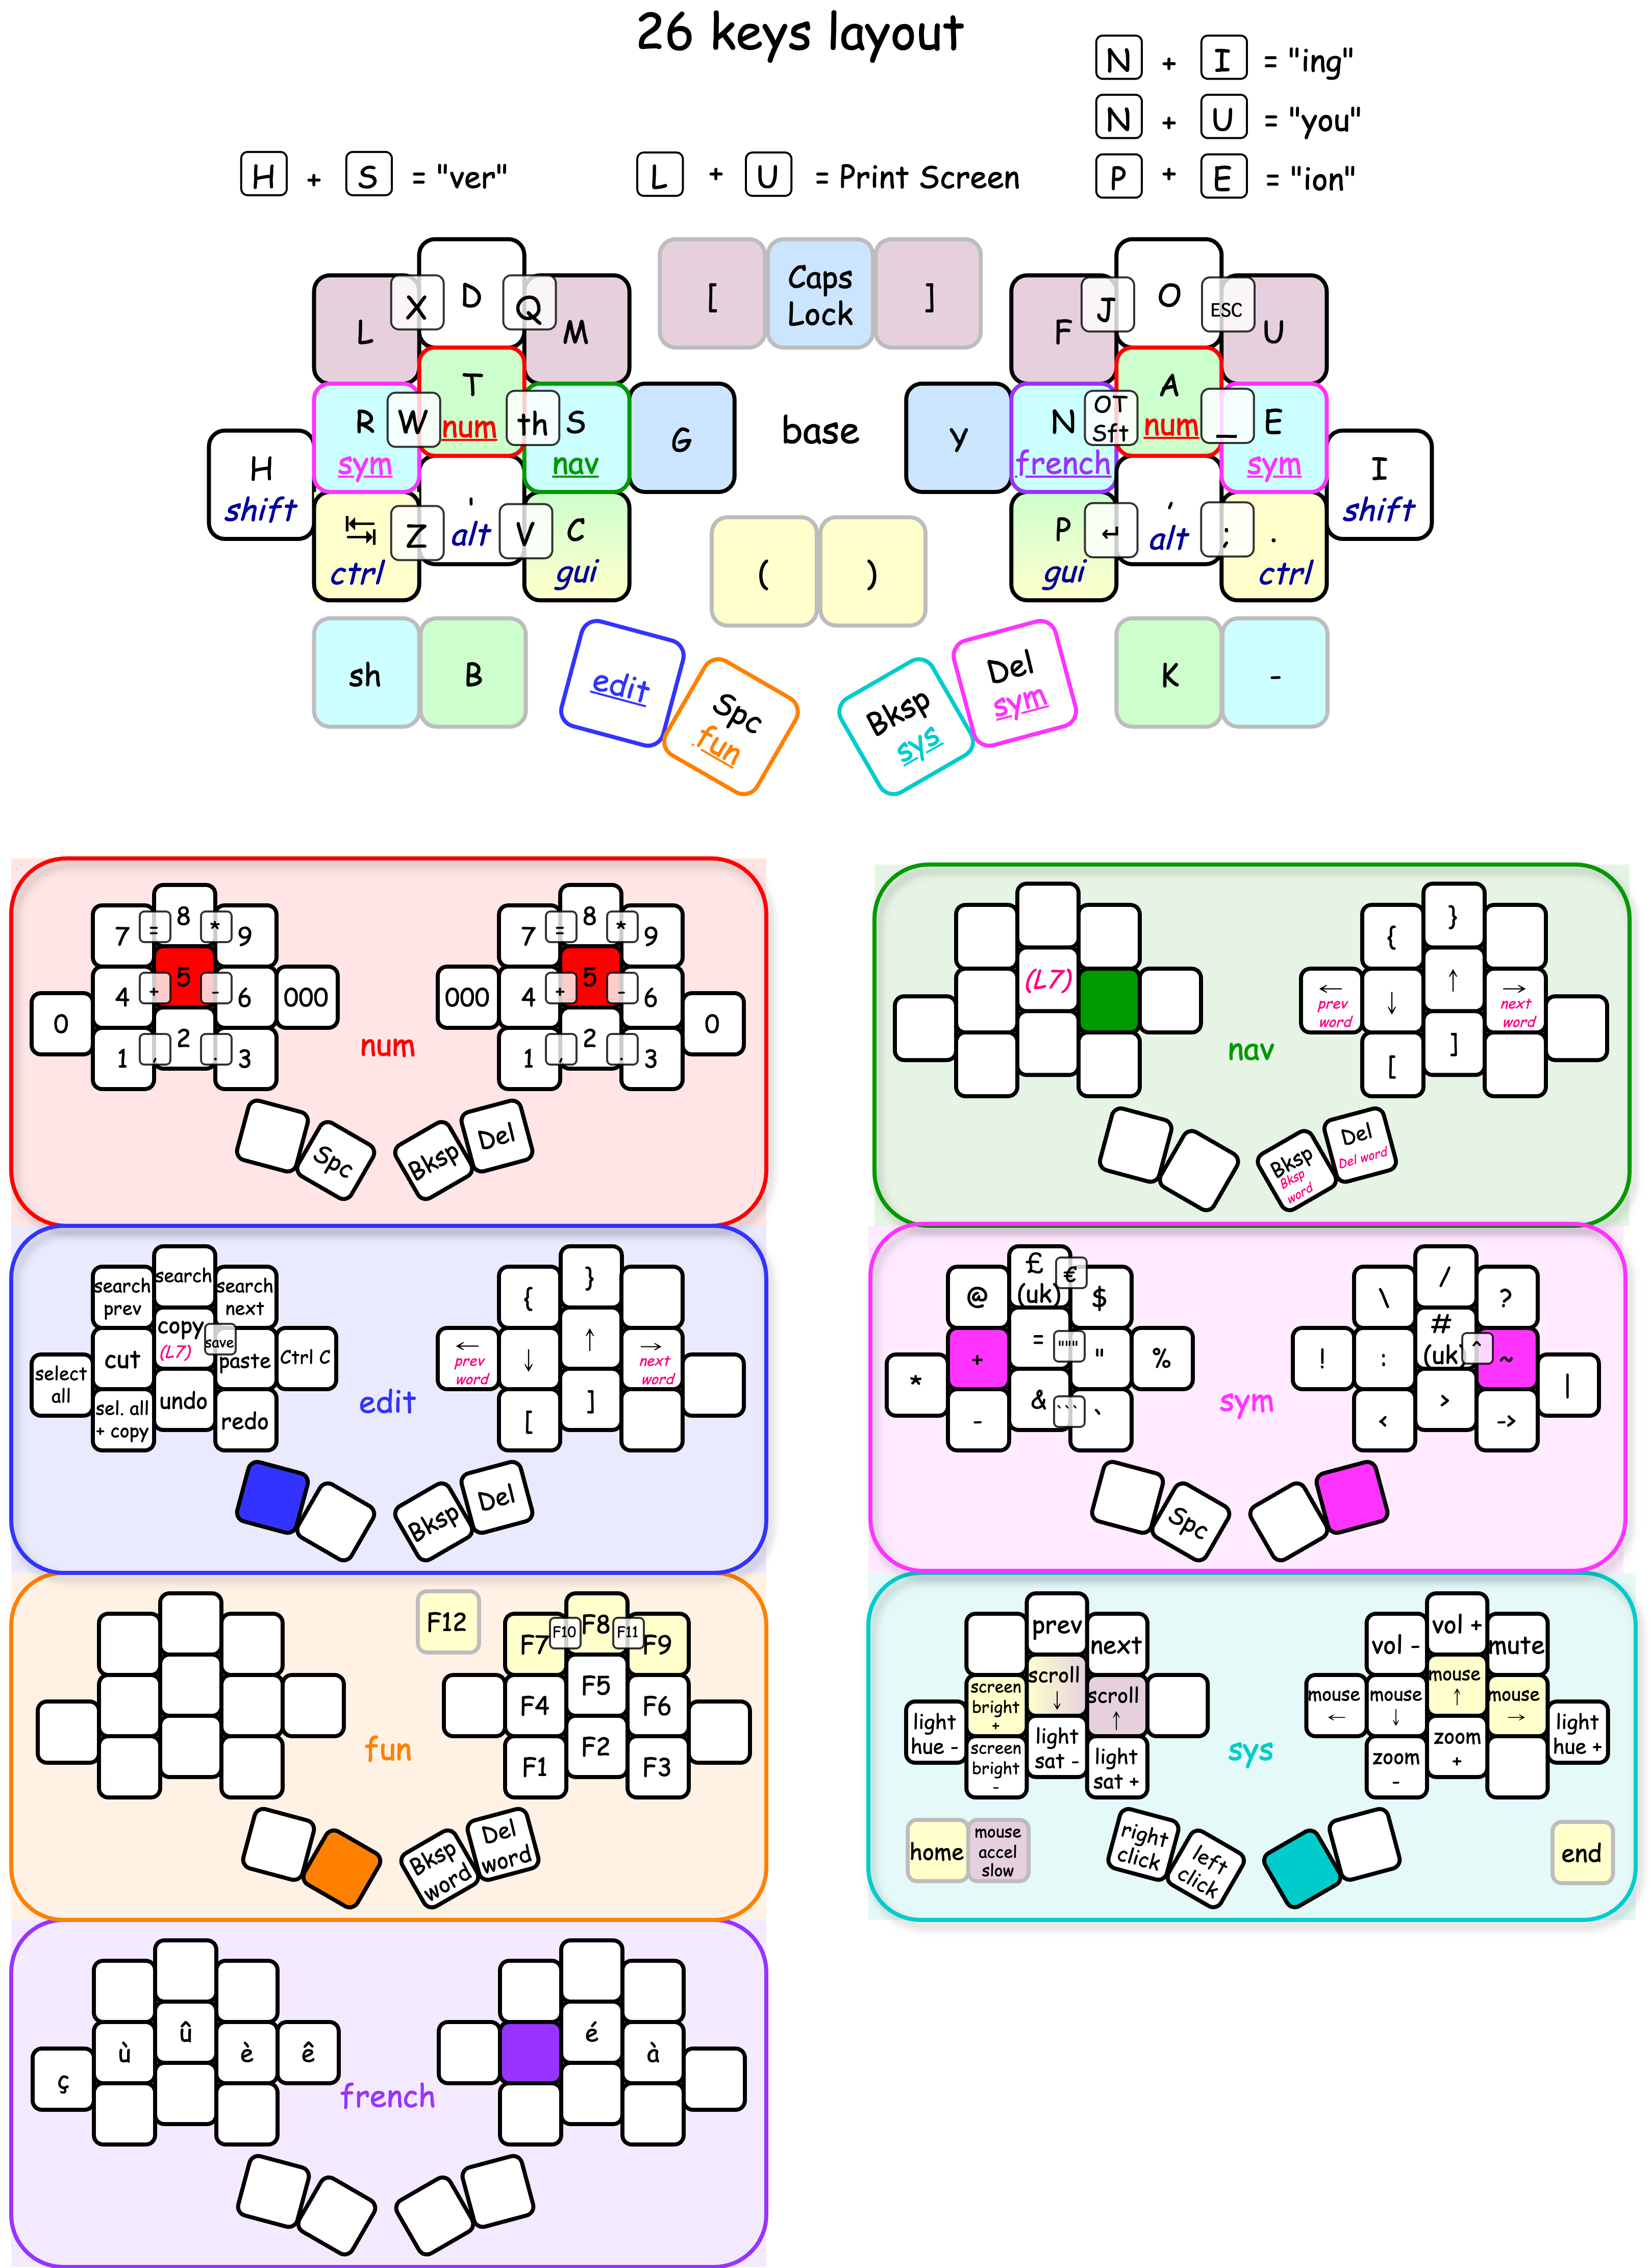 26 keys layout
N + I = "ing"
N + U = "you"
H + S = "ver"
L + U = Print Screen
P + E = "ion"
L X D Q M
[ Caps Lock ]
F J O ESC U
R sym W T num th S nav G
base
Y N french OT Sft A num _ E sym
H shift
I shift
ctrl Z ' alt V C gui
( )
P gui ↵ , alt ; . ctrl
sh B
edit
Spc fun
Bksp sys
Del sym
K -
7 = 8 * 9
7 = 8 * 9
4 + 5 - 6 000
000 4 + 5 - 6
0
0
1 , 2 . 3
num
1 , 2 . 3
Spc Bksp Del
{ }
(L7)
← prev word ↓ ↑ → next word
nav
[ ]
Bksp Bksp word
Del Del word
search prev
search
search next
{ }
cut
copy (L7)
save
paste
Ctrl C
← prev word ↓ ↑ → next word
select all
sel. all + copy
undo
redo
edit
[ ]
Bksp Del
@ £ (uk) € $
\ / ?
+ = """ " %
! : # (uk) ^ ~
* |
- & ``` `
sym
< > ->
Spc
F12
F7 F10 F8 F11 F9
F4 F5 F6
fun
F1 F2 F3
Bksp word
Del word
prev
next
vol -
vol +
mute
screen bright +
scroll ↓
scroll ↑
mouse ←
mouse ↓
mouse ↑
mouse →
light hue -
screen bright -
light sat -
light sat +
sys
zoom -
zoom +
light hue +
home
mouse accel slow
right click
left click
end
ç ù û è ê
french
é à